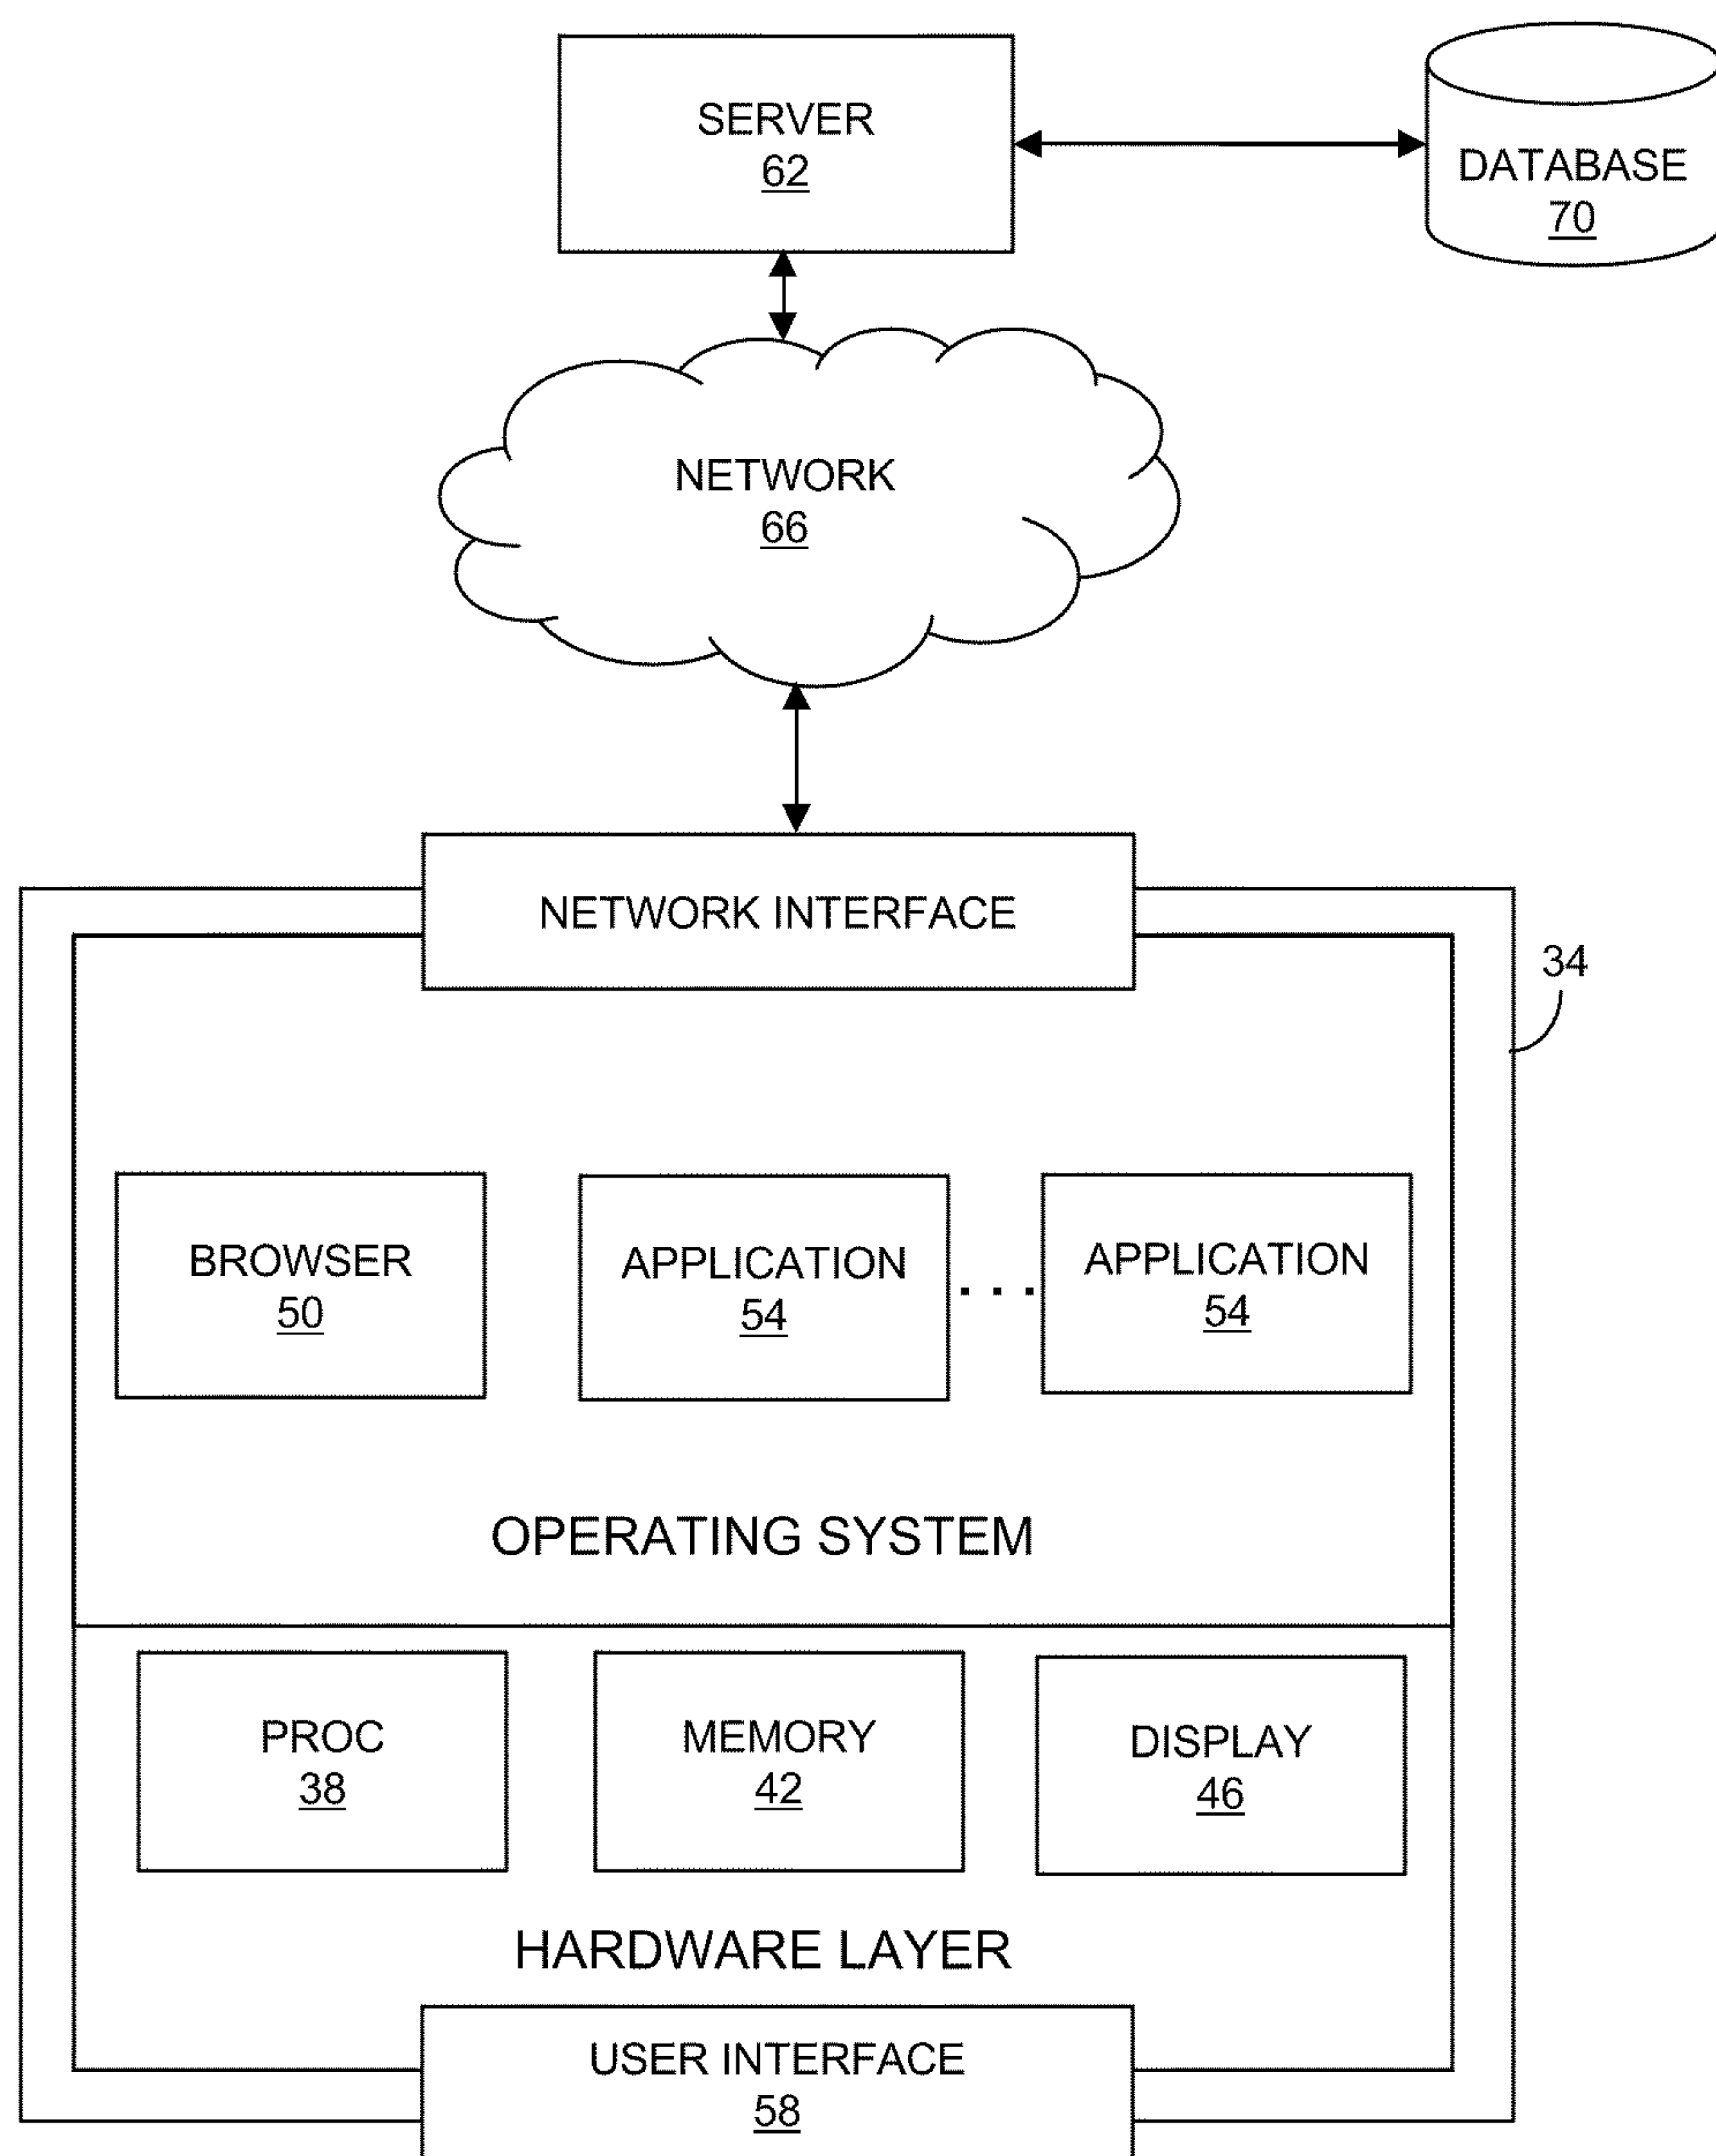 SERVER
62
DATABASE
70
NETWORK
66
NETWORK INTERFACE
34
BROWSER
50
APPLICATION
54
. . .
APPLICATION
54
OPERATING SYSTEM
PROC
38
MEMORY
42
DISPLAY
46
HARDWARE LAYER
USER INTERFACE
58